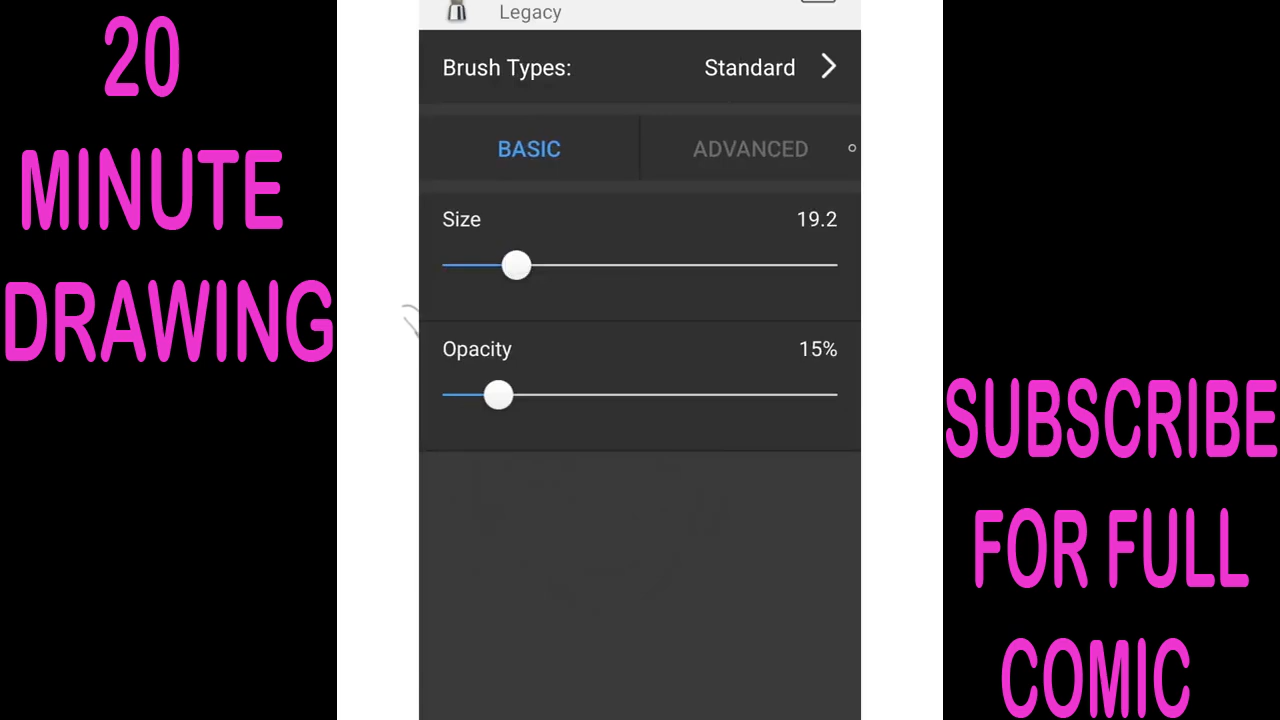 20
MINUTE
DRAWING
Legacy
Brush Types: Standard
BASIC ADVANCED
Size 19.2
Opacity 15%
SUBSCRIBE
FOR FULL
COMIC